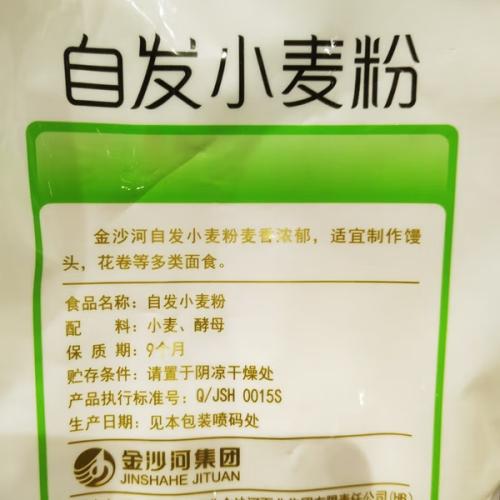 自发小麦粉
金沙河自发小麦粉麦香浓郁，适宜制作馒
头，花卷等多类面食。
食品名称：自发小麦粉
配　　料：小麦、酵母
保 质 期：9个月
贮存条件：请置于阴凉干燥处
产品执行标准号：Q/JSH 0015S
生产日期：见本包装喷码处
金沙河集团
JINSHAHE JITUAN